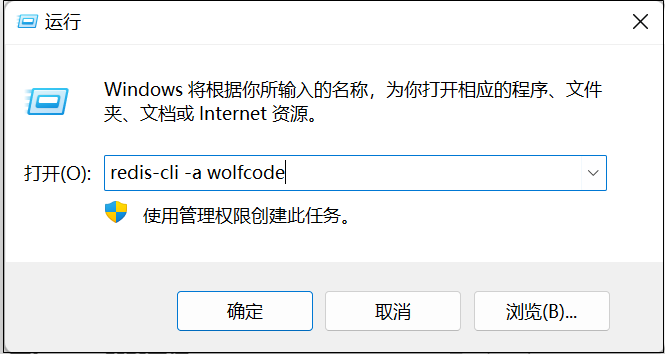 运行
Windows 将根据你所输入的名称，为你打开相应的程序、文件
夹、文档或 Internet 资源。
打开(O): redis-cli -a wolfcode
使用管理权限创建此任务。
确定 取消 浏览(B)...